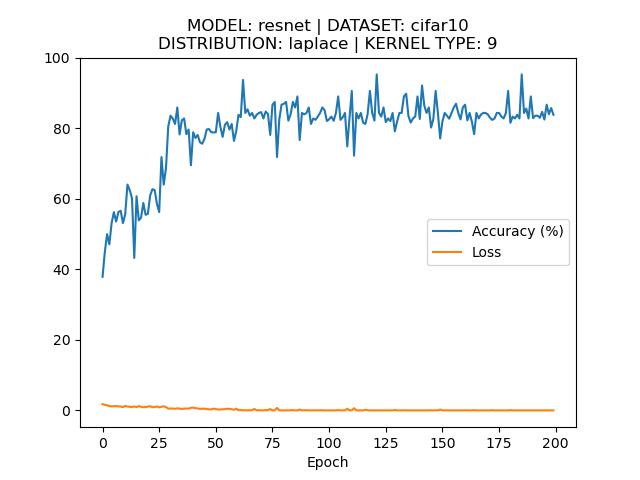 MODEL: resnet | DATASET: cifar10
DISTRIBUTION: laplace | KERNEL TYPE: 9
100
80
60
40
20
0
Accuracy (%)
Loss
0 25 50 75 100 125 150 175 200
Epoch